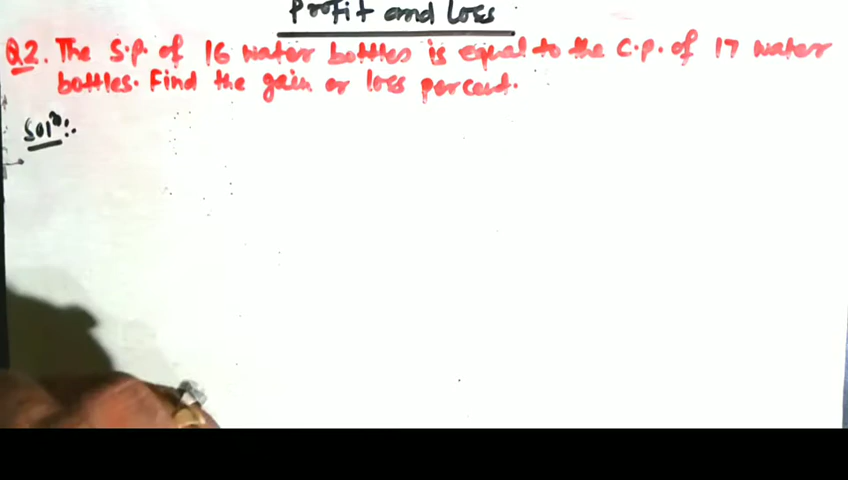 Profit and Loss
Q2. The S.P. of 16 water bottles is equal to the C.P. of 17 water
bottles. Find the gain or loss percent.
Solⁿ: